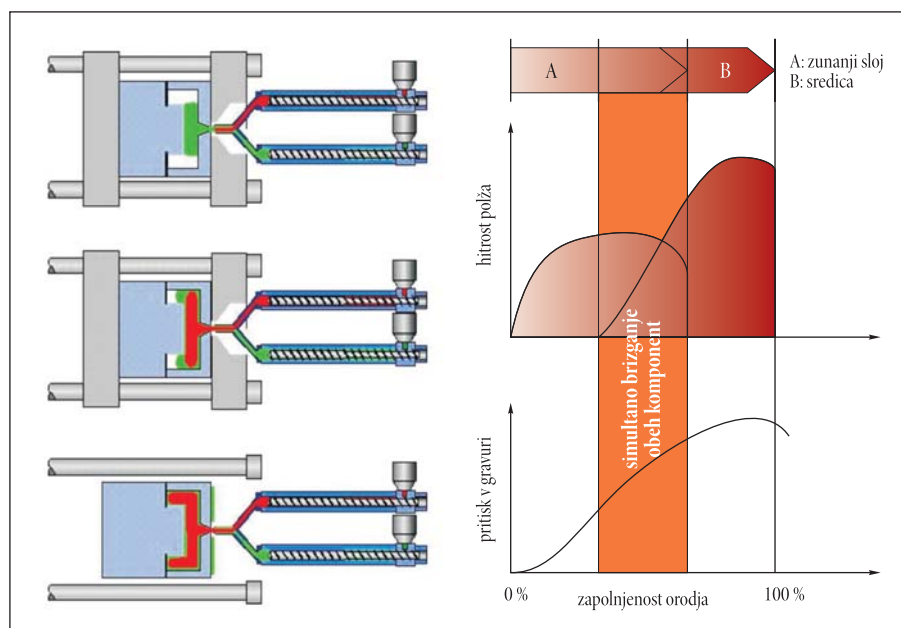 A
B
A: zunanji sloj
B: sredica
hitrost polža
simultano brizganje
obeh komponent
pritisk v gravuri
0 %
zapolnjenost orodja
100 %